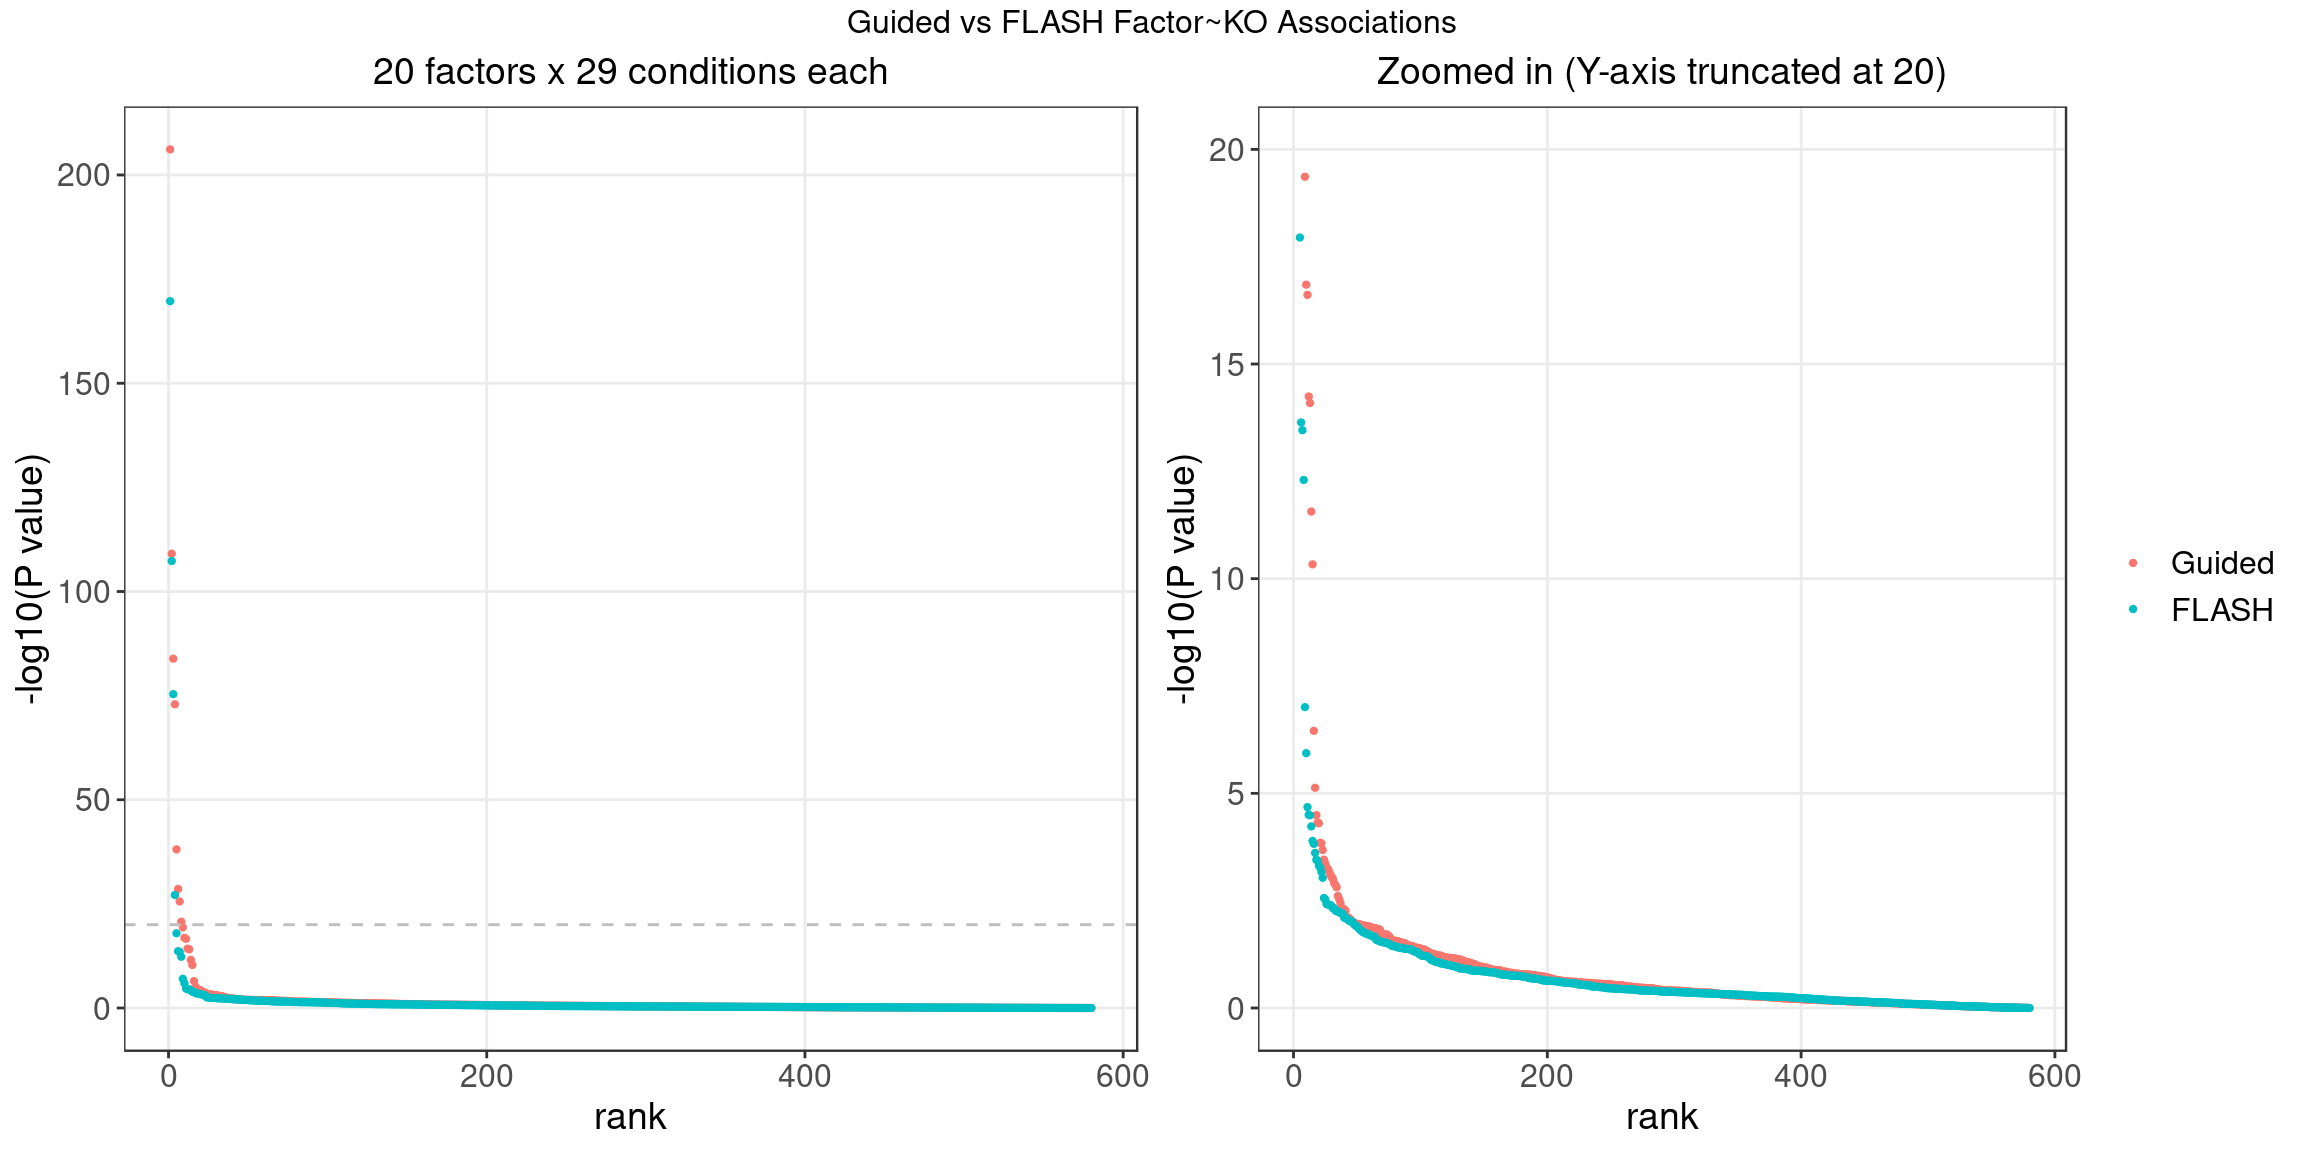 Guided vs FLASH Factor~KO Associations
20 factors x 29 conditions each
Zoomed in (Y-axis truncated at 20)
-log10(P value)
200
150
100
50
0
0 200 400 600
rank
-log10(P value)
20
15
10
5
0
0 200 400 600
rank
Guided
FLASH